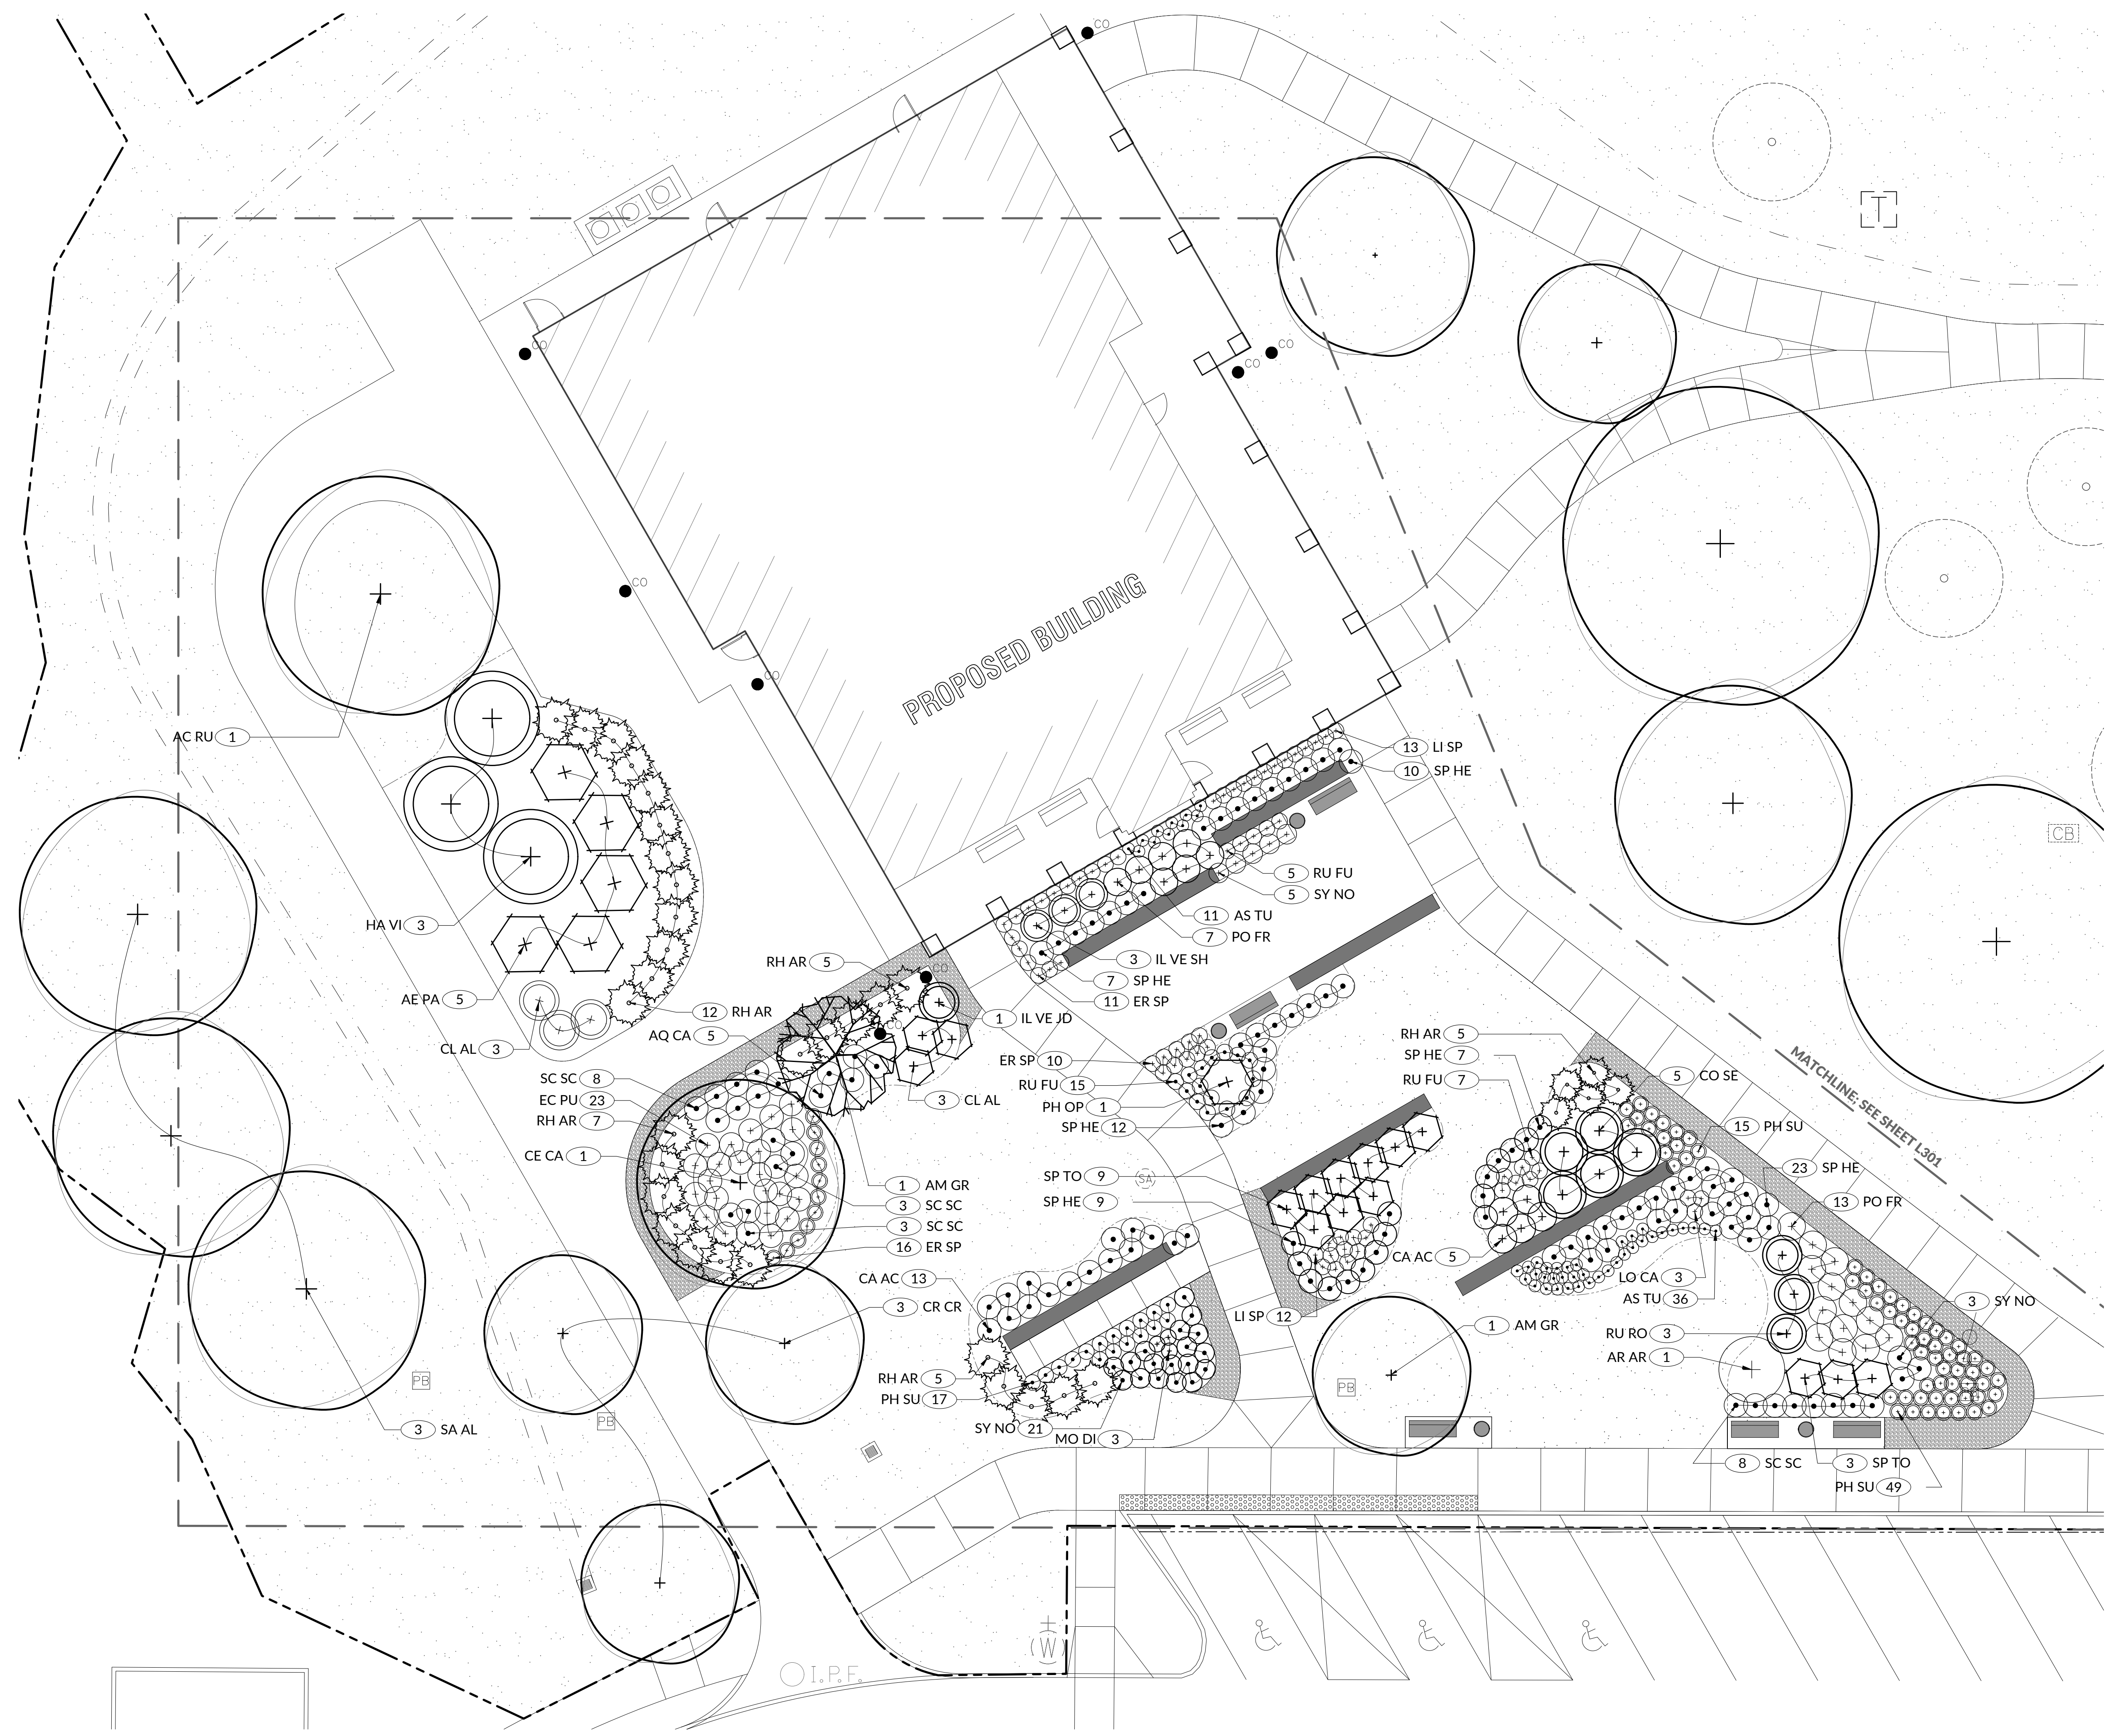 CO
T
CO
CO
CO
CO
PROPOSED BUILDING
CO
AC RU 1
13 LI SP
10 SP HE
CB
5 RU FU
5 SY NO
11 AS TU
7 PO FR
HA VI 3
3 IL VE SH
RH AR 5
CO
7 SP HE
AE PA 5
11 ER SP
12 RH AR
1 IL VE JD
CO
AQ CA 5
RH AR 5
CL AL 3
SP HE 7
ER SP 10
MATCHLINE; SEE SHEET L301
5 CO SE
SC SC 8
RU FU 7
RU FU 15
EC PU 23
3 CL AL
PH OP 1
RH AR 7
SP HE 12
15 PH SU
CE CA 1
23 SP HE
SP TO 9
SA
1 AM GR
SP HE 9
13 PO FR
3 SC SC
3 SC SC
16 ER SP
CA AC 5
CA AC 13
LO CA 3
AS TU 36
3 SY NO
3 CR CR
LI SP 12
1 AM GR
RU RO 3
AR AR 1
PB
RH AR 5
PB
PH SU 17
PB
3 SA AL
SY NO 21
MO DI 3
8 SC SC
3 SP TO
PH SU 49
W
I.P.F.